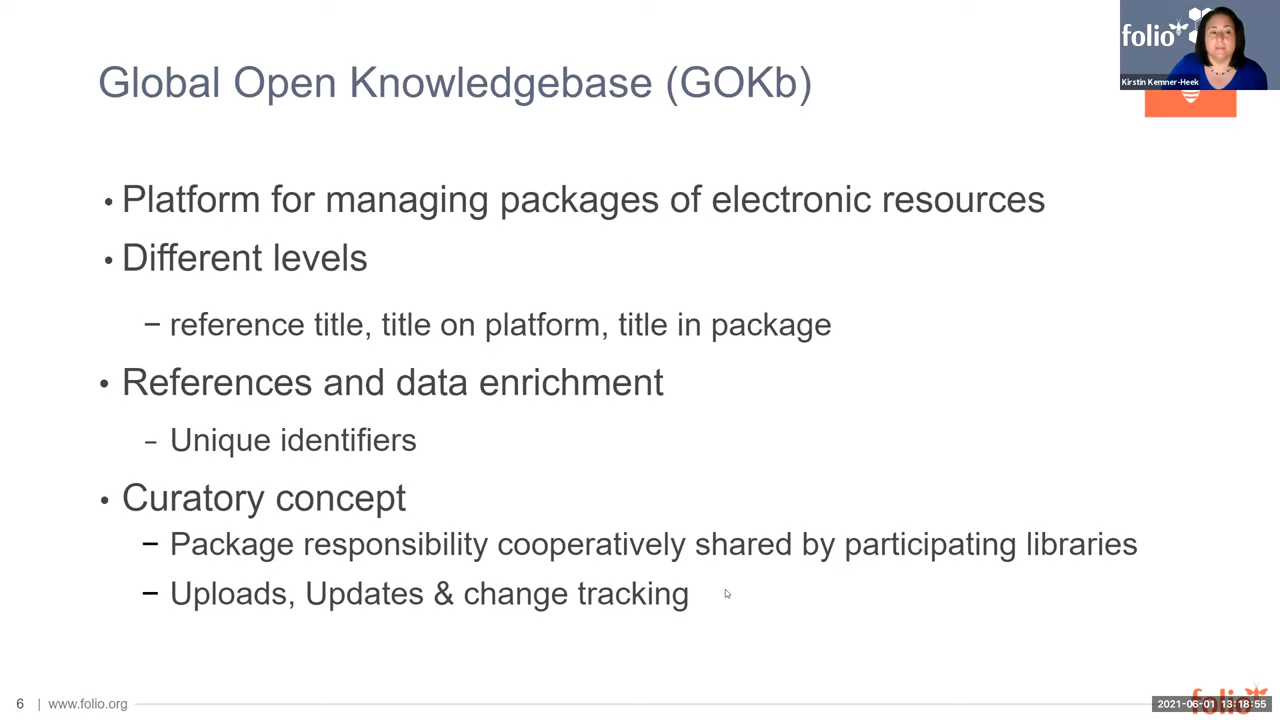 folio
Kirstin Kemner-Heek
Global Open Knowledgebase (GOKb)
• Platform for managing packages of electronic resources
• Different levels
− reference title, title on platform, title in package
• References and data enrichment
− Unique identifiers
• Curatory concept
− Package responsibility cooperatively shared by participating libraries
− Uploads, Updates & change tracking
6 | www.folio.org
folio
2021-06-01 13:18:55